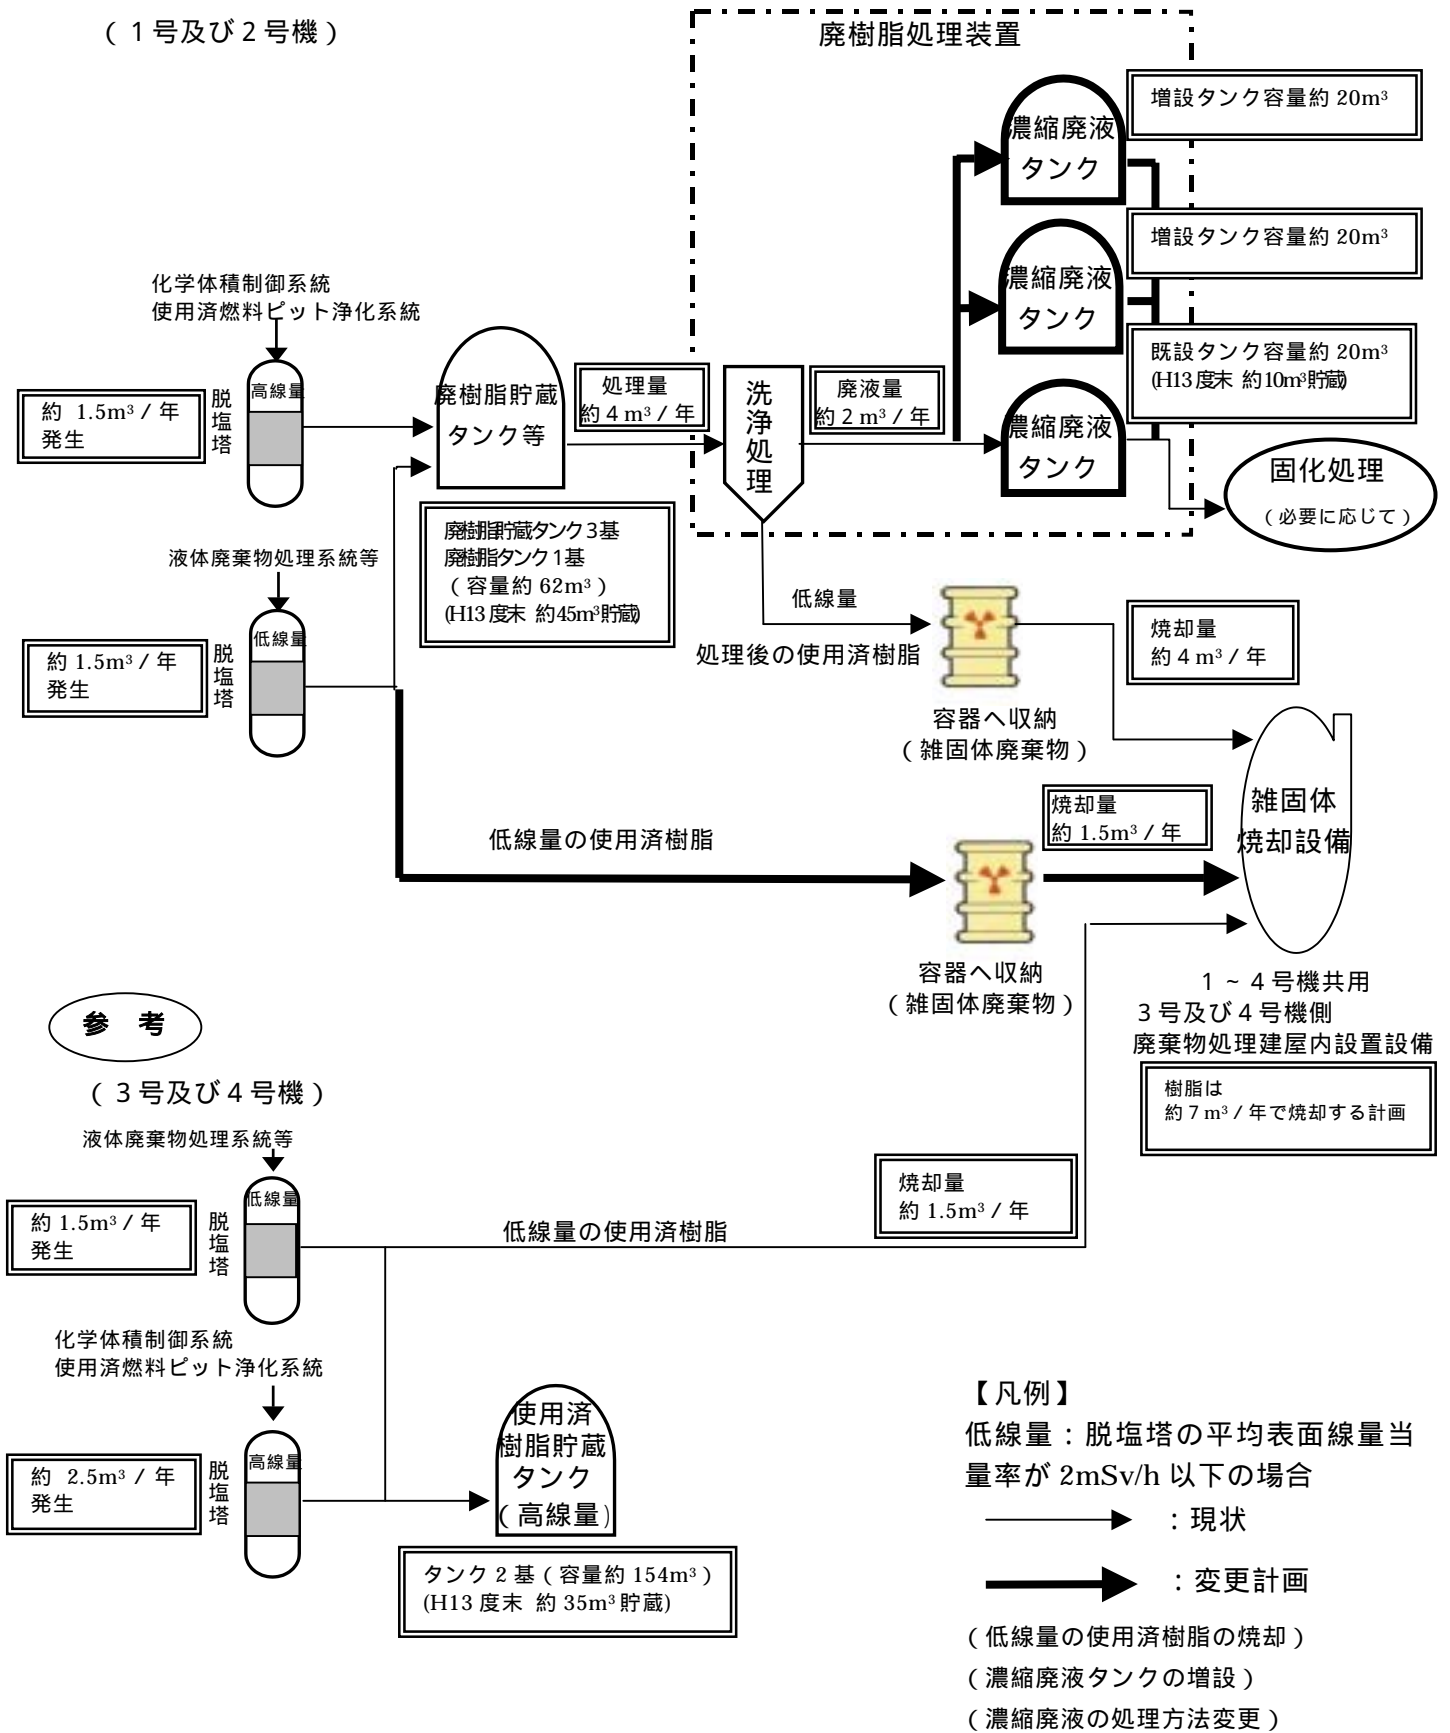 （１号及び２号機）
廃樹脂処理装置
増設タンク容量約 20m³
濃縮廃液
タンク
増設タンク容量約 20m³
濃縮廃液
タンク
化学体積制御系統
使用済燃料ピット浄化系統
既設タンク容量約 20m³
(H13 度末 約10m³貯蔵)
約 1.5m³ / 年
発生
脱塩塔
高線量
廃樹脂貯蔵
タンク等
処理量
約４m³ / 年
洗浄処理
廃液量
約２m³ / 年
濃縮廃液
タンク
固化処理
（必要に応じて）
廃樹脂貯蔵タンク３基
廃樹脂タンク１基
（容量約 62m³）
(H13 度末 約45m³貯蔵)
液体廃棄物処理系統等
約 1.5m³ / 年
発生
脱塩塔
低線量
低線量
処理後の使用済樹脂
焼却量
約４m³ / 年
容器へ収納
（雑固体廃棄物）
低線量の使用済樹脂
焼却量
約 1.5m³ / 年
雑固体
焼却設備
容器へ収納
（雑固体廃棄物）
１～４号機共用
３号及び４号機側
廃棄物処理建屋内設置設備
樹脂は
約７m³ / 年で焼却する計画
参 考
（３号及び４号機）
液体廃棄物処理系統等
約 1.5m³ / 年
発生
脱塩塔
低線量
低線量の使用済樹脂
焼却量
約 1.5m³ / 年
化学体積制御系統
使用済燃料ピット浄化系統
約 2.5m³ / 年
発生
脱塩塔
高線量
使用済
樹脂貯蔵
タンク
（高線量）
タンク２基（容量約 154m³）
(H13 度末 約 35m³ 貯蔵)
【凡例】
低線量：脱塩塔の平均表面線量当
量率が 2mSv/h 以下の場合
：現状
：変更計画
（低線量の使用済樹脂の焼却）
（濃縮廃液タンクの増設）
（濃縮廃液の処理方法変更）